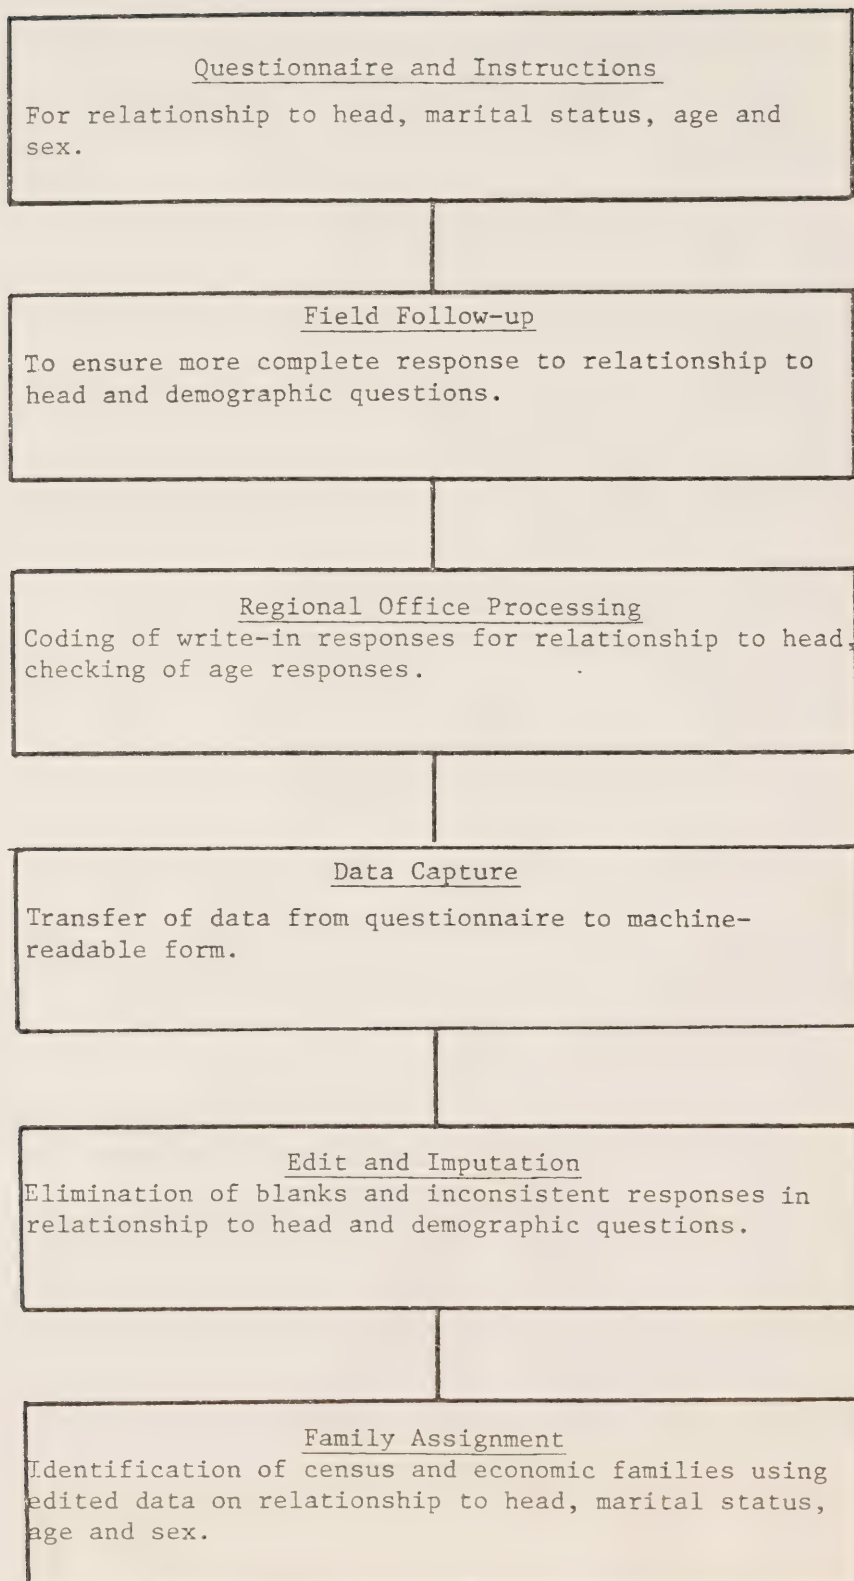 Questionnaire and Instructions
For relationship to head, marital status, age and
sex.
Field Follow-up
To ensure more complete response to relationship to
head and demographic questions.
Regional Office Processing
Coding of write-in responses for relationship to head,
checking of age responses.
Data Capture
Transfer of data from questionnaire to machine-
readable form.
Edit and Imputation
Elimination of blanks and inconsistent responses in
relationship to head and demographic questions.
Family Assignment
Identification of census and economic families using
edited data on relationship to head, marital status,
age and sex.